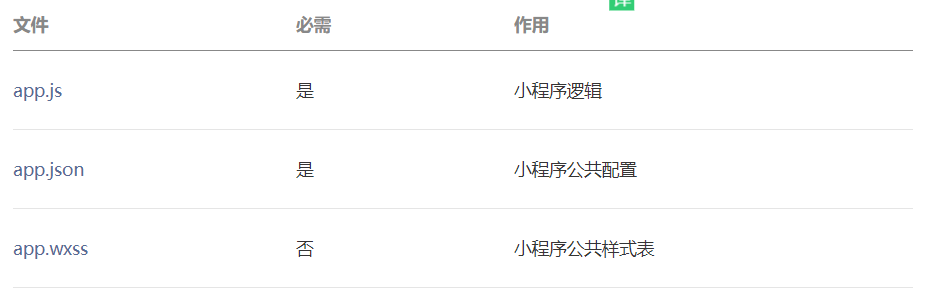 文件 必需 作用
app.js 是 小程序逻辑
app.json 是 小程序公共配置
app.wxss 否 小程序公共样式表